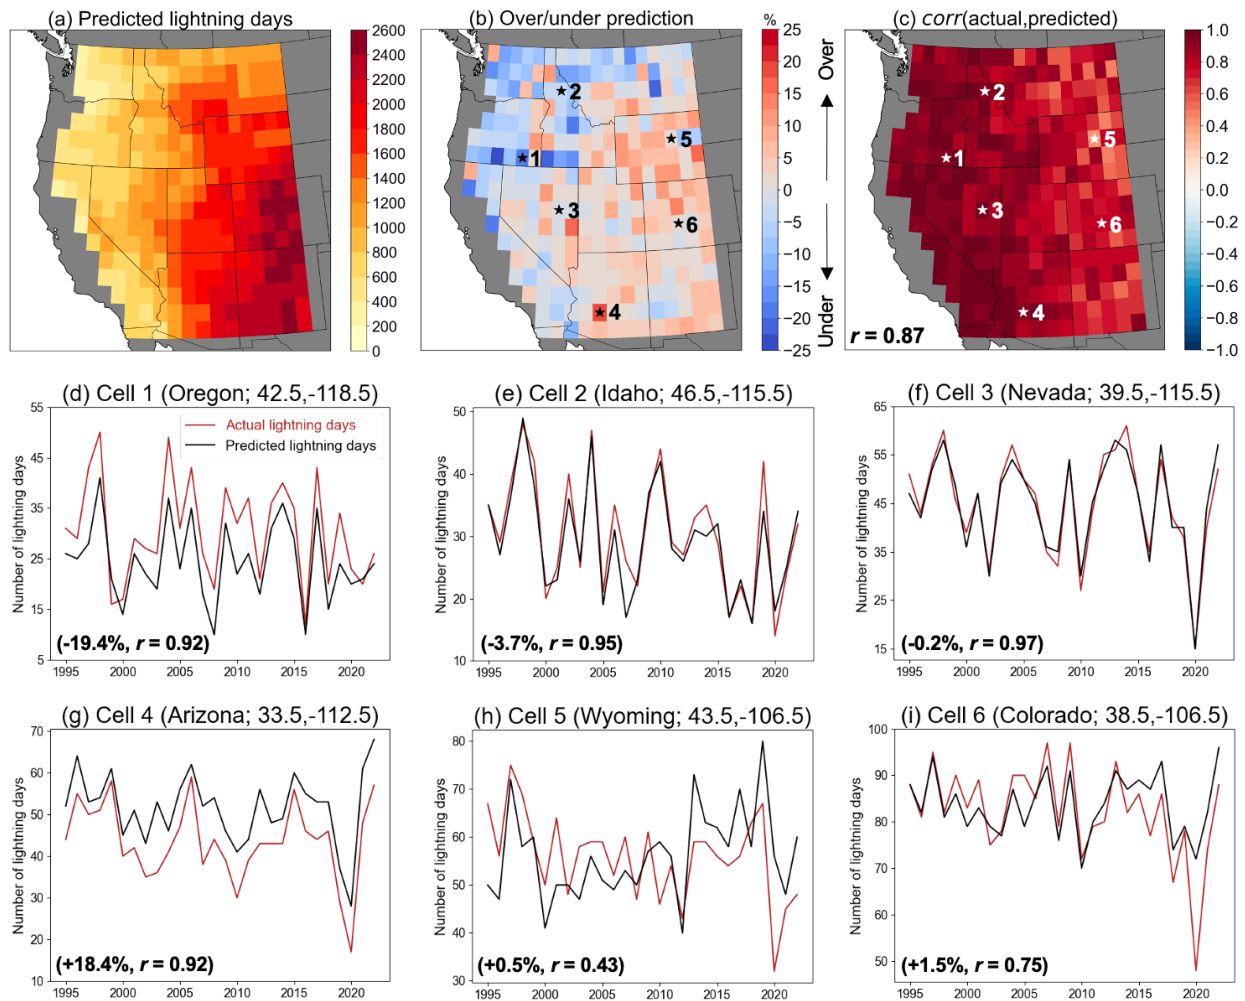 (a) Predicted lightning days
2600
2400
2200
2000
1800
1600
1400
1200
1000
800
600
400
200
0
(b) Over/under prediction
%
25
20
15
10
5
0
−5
−10
−15
−20
−25
Over
Under
1
2
3
4
5
6
(c) corr(actual,predicted)
1.0
0.8
0.6
0.4
0.2
0.0
−0.2
−0.4
−0.6
−0.8
−1.0
1
2
3
4
5
6
r = 0.87
(d) Cell 1 (Oregon; 42.5,-118.5)
Number of lightning days
55
45
35
25
15
5
Actual lightning days
Predicted lightning days
(-19.4%, r = 0.92)
1995 2000 2005 2010 2015 2020
(e) Cell 2 (Idaho; 46.5,-115.5)
Number of lightning days
50
40
30
20
10
(-3.7%, r = 0.95)
1995 2000 2005 2010 2015 2020
(f) Cell 3 (Nevada; 39.5,-115.5)
Number of lightning days
65
55
45
35
25
15
(-0.2%, r = 0.97)
1995 2000 2005 2010 2015 2020
(g) Cell 4 (Arizona; 33.5,-112.5)
Number of lightning days
70
60
50
40
30
20
10
(+18.4%, r = 0.92)
1995 2000 2005 2010 2015 2020
(h) Cell 5 (Wyoming; 43.5,-106.5)
Number of lightning days
80
70
60
50
40
30
(+0.5%, r = 0.43)
1995 2000 2005 2010 2015 2020
(i) Cell 6 (Colorado; 38.5,-106.5)
Number of lightning days
100
90
80
70
60
50
(+1.5%, r = 0.75)
1995 2000 2005 2010 2015 2020